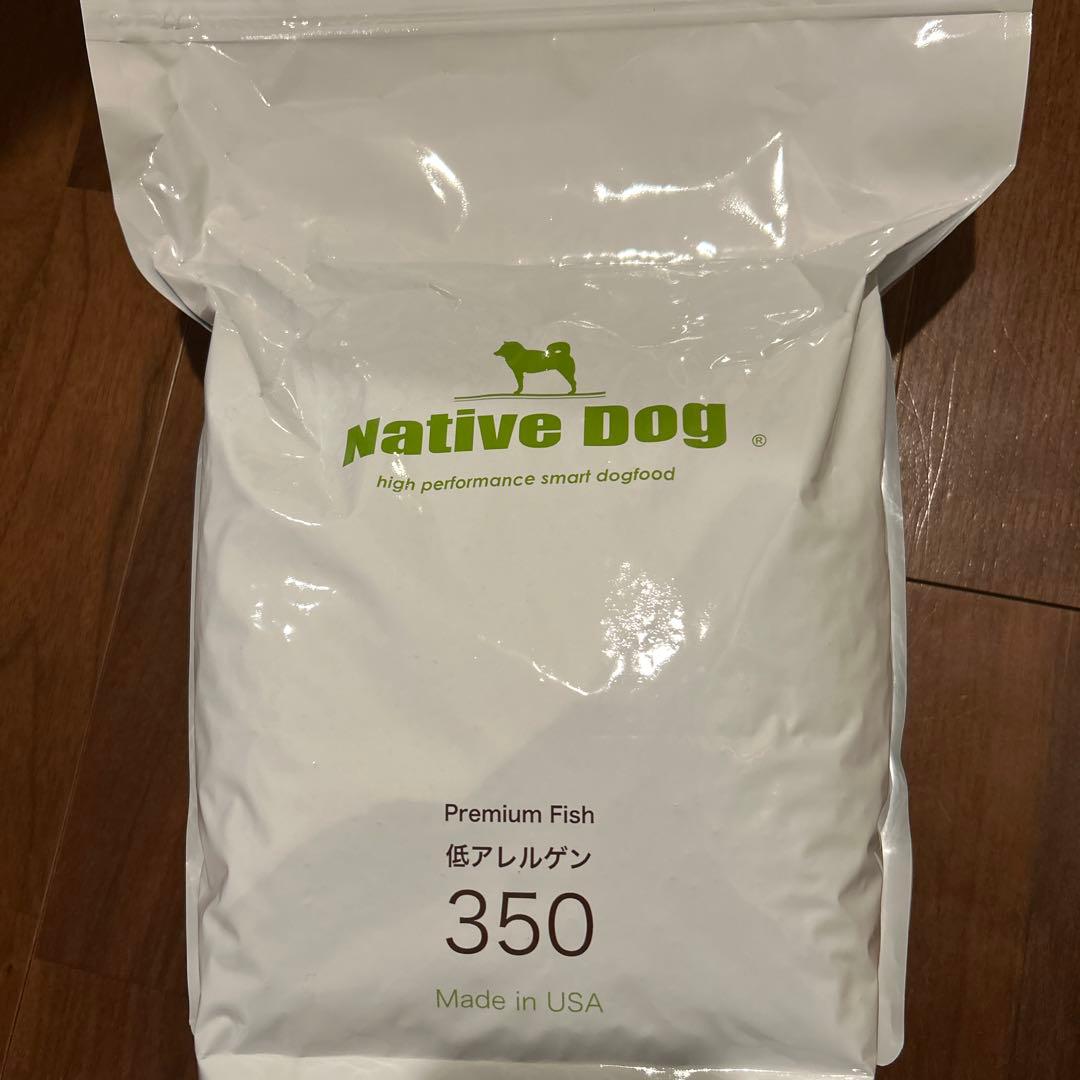 Native Dog ®
high performance smart dogfood
Premium Fish
低アレルゲン
350
Made in USA